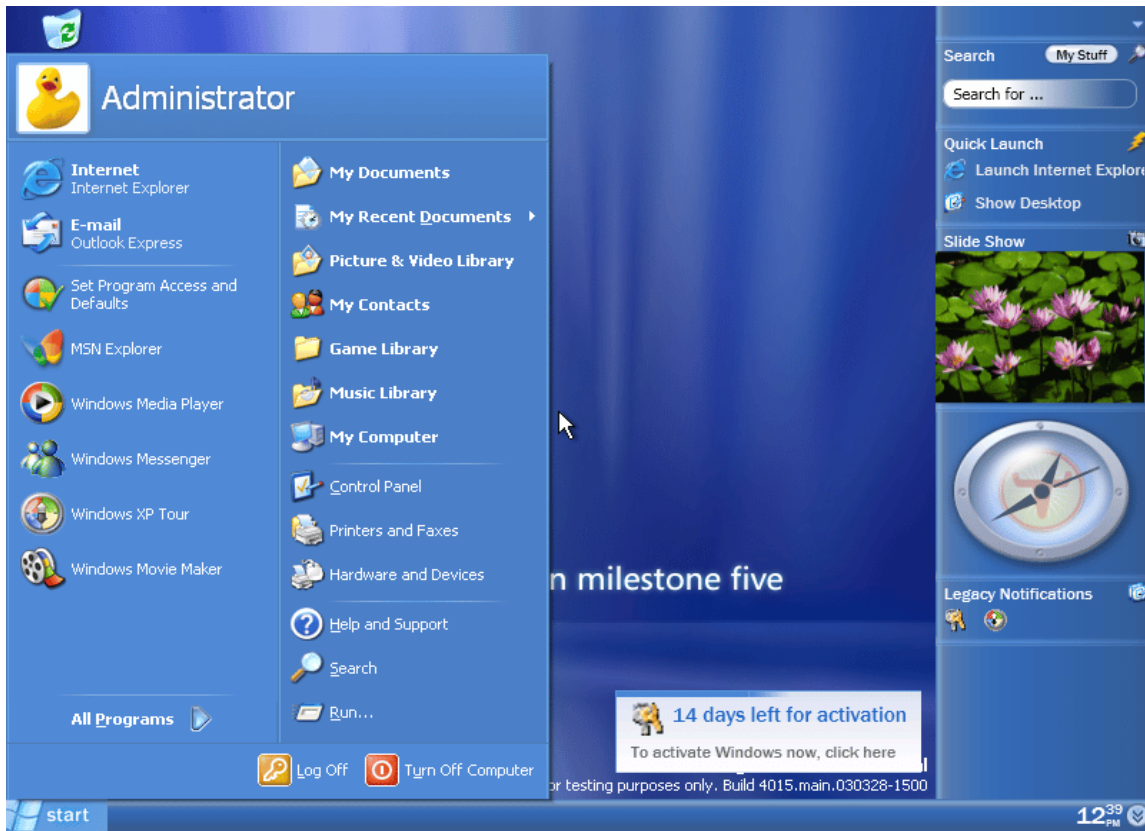 Administrator
Internet
Internet Explorer
E-mail
Outlook Express
Set Program Access and
Defaults
MSN Explorer
Windows Media Player
Windows Messenger
Windows XP Tour
Windows Movie Maker
All Programs
My Documents
My Recent Documents
Picture & Video Library
My Contacts
Game Library
Music Library
My Computer
Control Panel
Printers and Faxes
Hardware and Devices
Help and Support
Search
Run...
Log Off
Turn Off Computer
start
n milestone five
14 days left for activation
To activate Windows now, click here
or testing purposes only. Build 4015.main.030328-1500
Search
My Stuff
Search for ...
Quick Launch
Launch Internet Explore
Show Desktop
Slide Show
Legacy Notifications
12 39 PM